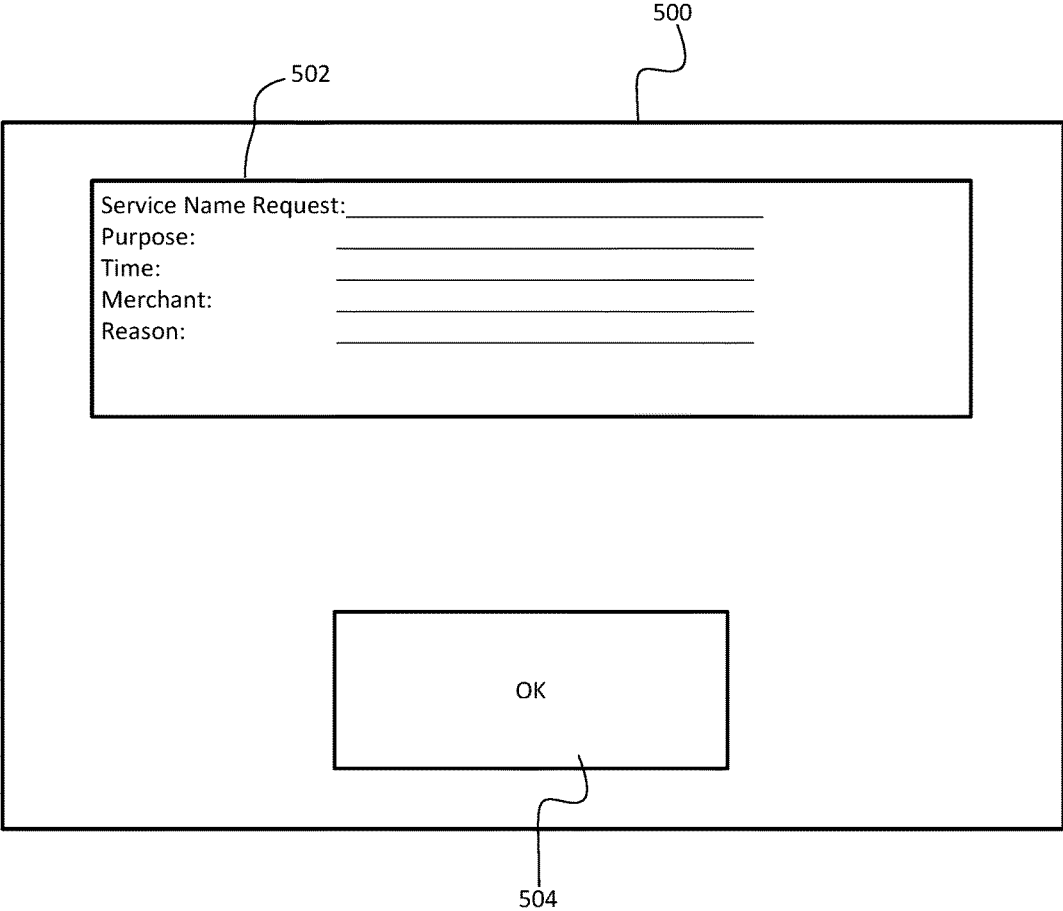 500
502
Service Name Request:
Purpose:
Time:
Merchant:
Reason:
OK
504